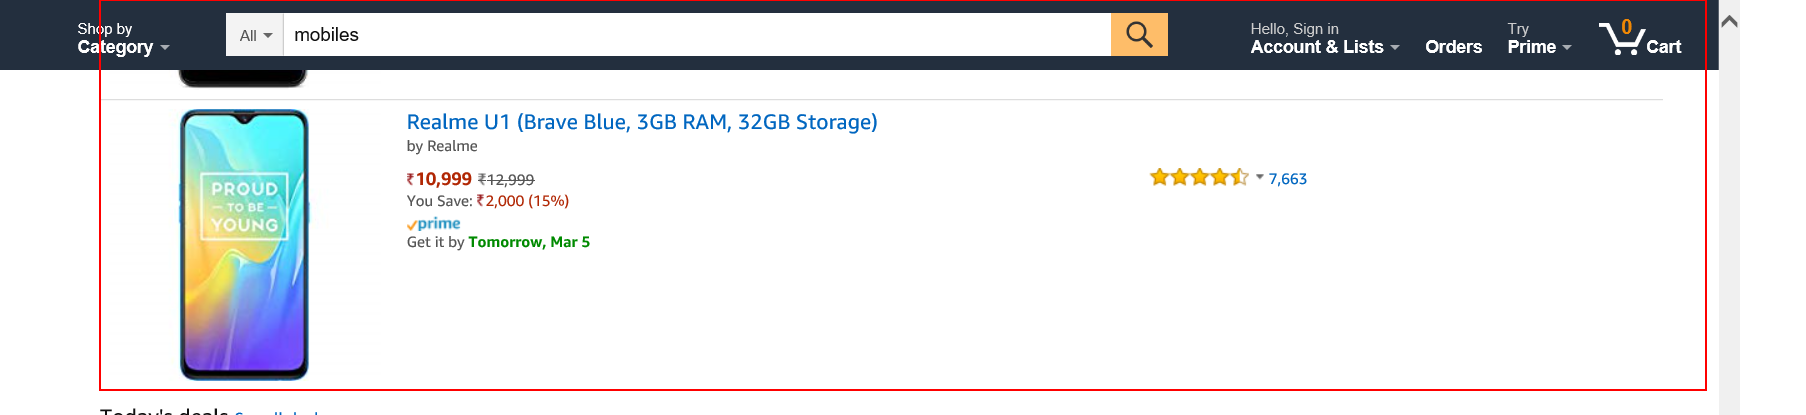 Shop by
Category
All
mobiles
Hello, Sign in
Account & Lists
Orders
Try
Prime
0
Cart
Realme U1 (Brave Blue, 3GB RAM, 32GB Storage)
by Realme
₹10,999 ₹12,999
7,663
You Save: ₹2,000 (15%)
prime
Get it by Tomorrow, Mar 5
PROUD
TO BE
YOUNG
Today's deals